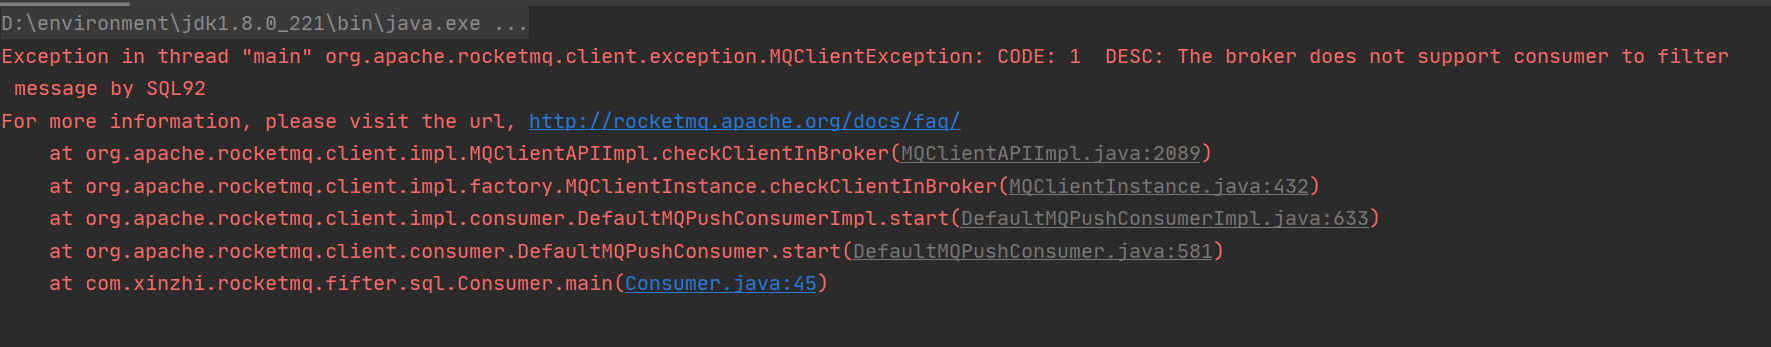 D:\environment\jdk1.8.0_221\bin\java.exe ...
Exception in thread "main" org.apache.rocketmq.client.exception.MQClientException: CODE: 1  DESC: The broker does not support consumer to filter
 message by SQL92
For more information, please visit the url, http://rocketmq.apache.org/docs/faq/
    at org.apache.rocketmq.client.impl.MQClientAPIImpl.checkClientInBroker(MQClientAPIImpl.java:2089)
    at org.apache.rocketmq.client.impl.factory.MQClientInstance.checkClientInBroker(MQClientInstance.java:432)
    at org.apache.rocketmq.client.impl.consumer.DefaultMQPushConsumerImpl.start(DefaultMQPushConsumerImpl.java:633)
    at org.apache.rocketmq.client.consumer.DefaultMQPushConsumer.start(DefaultMQPushConsumer.java:581)
    at com.xinzhi.rocketmq.fifter.sql.Consumer.main(Consumer.java:45)